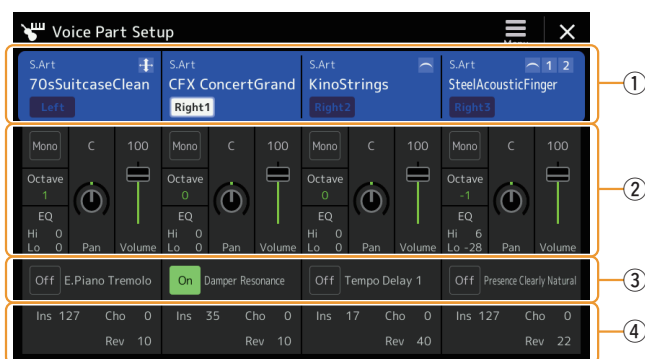 Voice Part Setup
S.Art S.Art S.Art S.Art 1 2
70sSuitcaseClean CFX ConcertGrand KinoStrings SteelAcousticFinger
Left Right1 Right2 Right3
①
Mono C 100 Mono C 100 Mono C 100 Mono C 100
Octave Octave Octave Octave
1 0 0 -1
②
EQ EQ EQ EQ
Hi 0 Hi 0 Hi 0 Hi 6
Lo 0 Pan Volume Lo 0 Pan Volume Lo 0 Pan Volume Lo -28 Pan Volume
Off E.Piano Tremolo On Damper Resonance Off Tempo Delay 1 Off Presence Clearly Natural
③
Ins 127 Cho 0 Ins 35 Cho 0 Ins 17 Cho 0 Ins 127 Cho 0
④
Rev 10 Rev 10 Rev 40 Rev 22